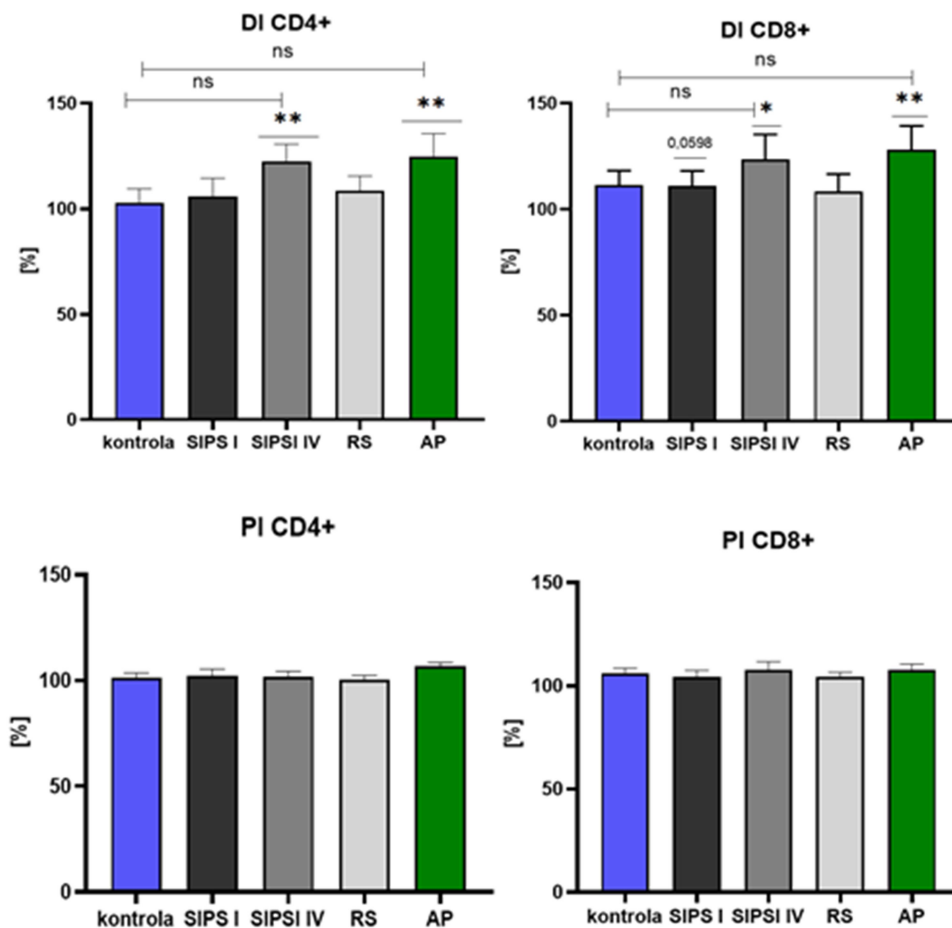 DI CD4+
ns
ns
**
**
150
100
50
0
[%]
kontrola SIPS I SIPSI IV RS AP
DI CD8+
ns
ns
*
**
0,0598
150
100
50
0
[%]
kontrola SIPS I SIPSI IV RS AP
PI CD4+
150
100
50
0
[%]
kontrola SIPS I SIPSI IV RS AP
PI CD8+
150
100
50
0
[%]
kontrola SIPS I SIPSI IV RS AP